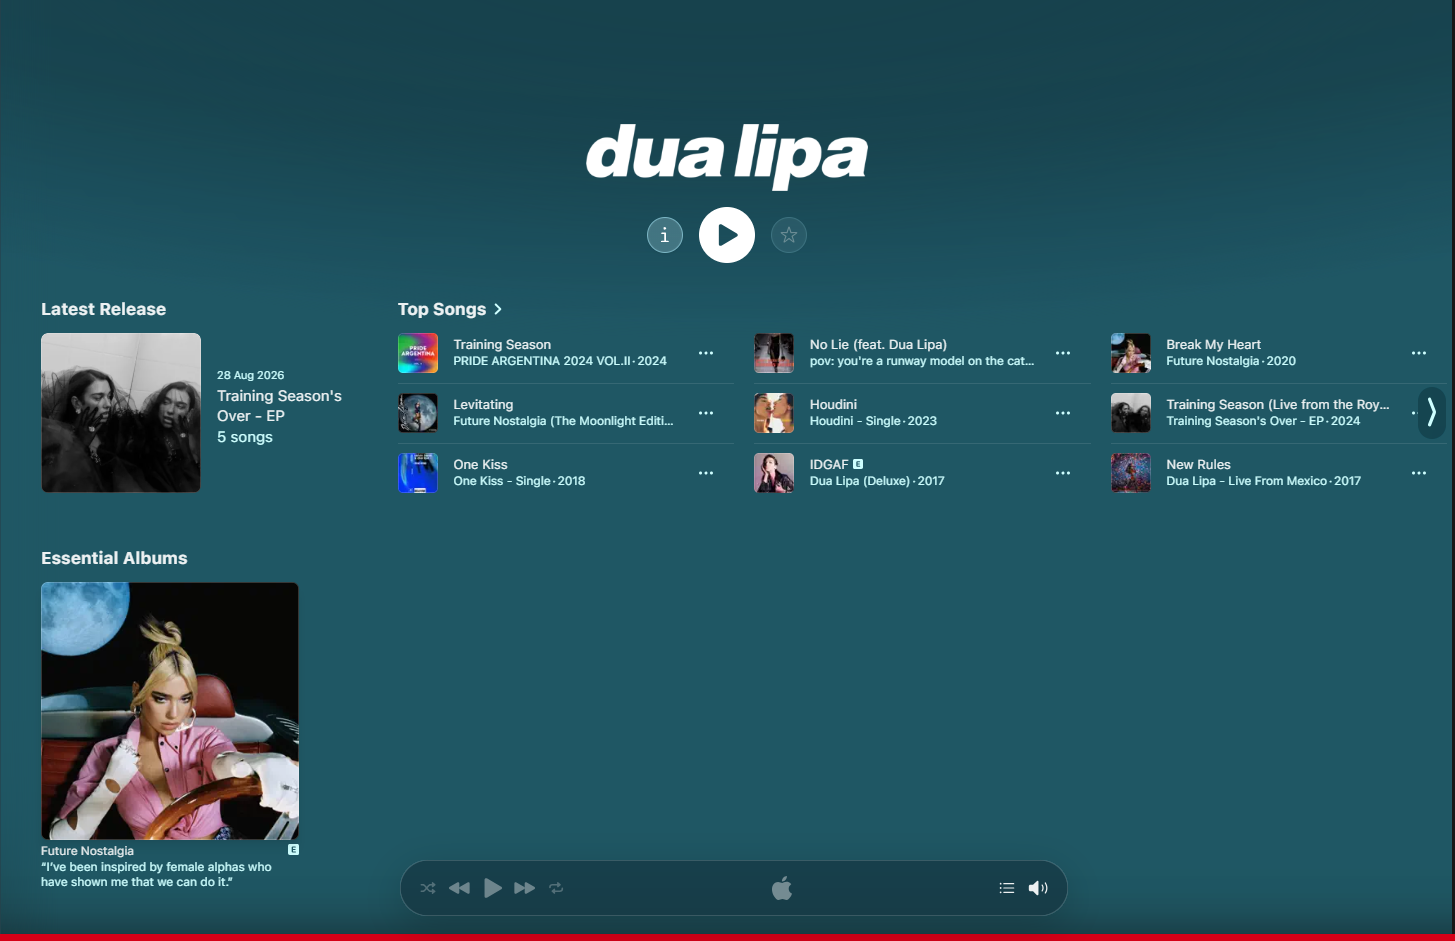 dua lipa
Latest Release
28 Aug 2026
Training Season's
Over - EP
5 songs
Top Songs
PRIDE
ARGENTINA
Training Season
PRIDE ARGENTINA 2024 VOL.II · 2024
Levitating
Future Nostalgia (The Moonlight Editi...
One Kiss
One Kiss - Single · 2018
No Lie (feat. Dua Lipa)
pov: you're a runway model on the cat...
Houdini
Houdini - Single · 2023
IDGAF E
Dua Lipa (Deluxe) · 2017
Break My Heart
Future Nostalgia · 2020
Training Season (Live from the Roy...
Training Season's Over - EP · 2024
New Rules
Dua Lipa - Live From Mexico · 2017
Essential Albums
Future Nostalgia E
“I’ve been inspired by female alphas who
have shown me that we can do it.”